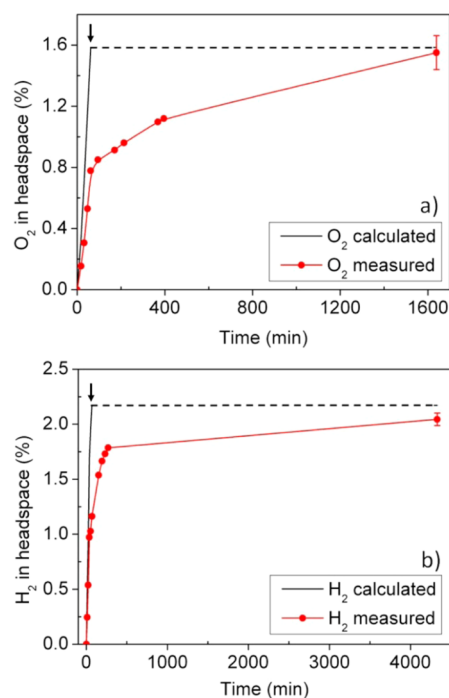 1.6
1.2
0.8
0.4
0.0
O₂ in headspace (%)
a)
O₂ calculated
O₂ measured
0 400 800 1200 1600
Time (min)
2.5
2.0
1.5
1.0
0.5
0.0
H₂ in headspace (%)
b)
H₂ calculated
H₂ measured
0 1000 2000 3000 4000
Time (min)